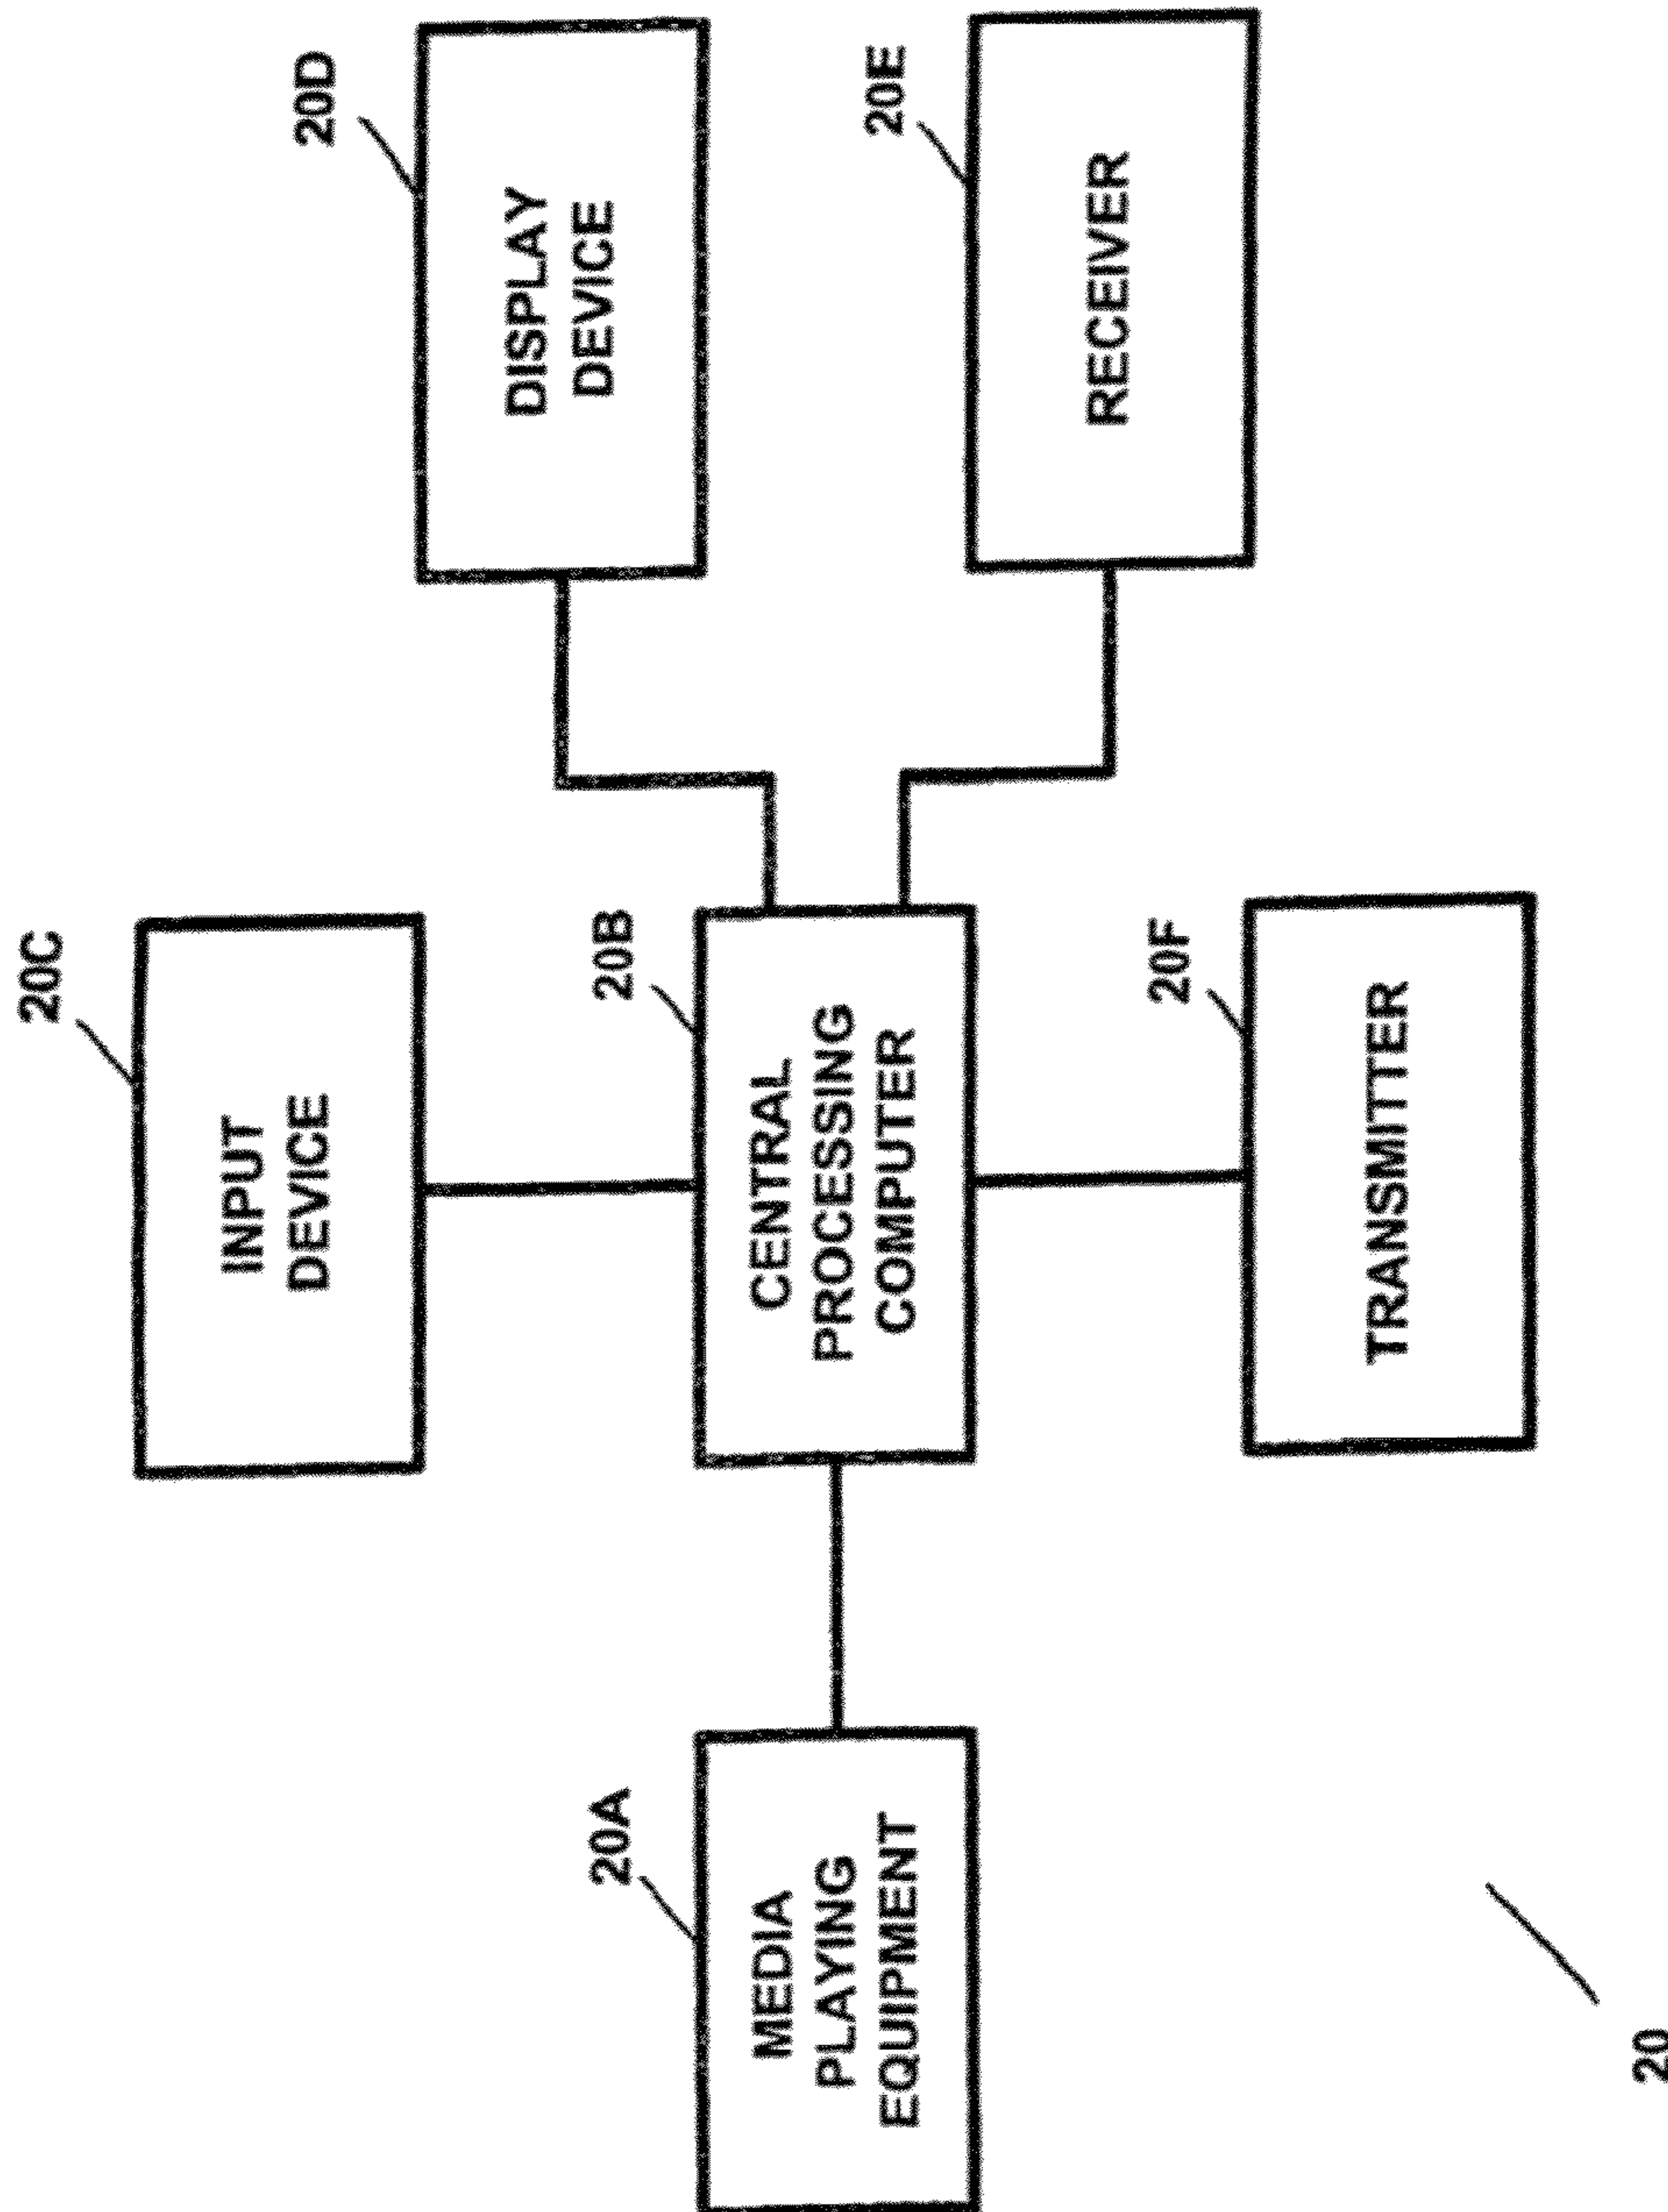 20C
INPUT
DEVICE
20D
DISPLAY
DEVICE
20A
MEDIA
PLAYING
EQUIPMENT
20B
CENTRAL
PROCESSING
COMPUTER
20E
RECEIVER
20F
TRANSMITTER
20